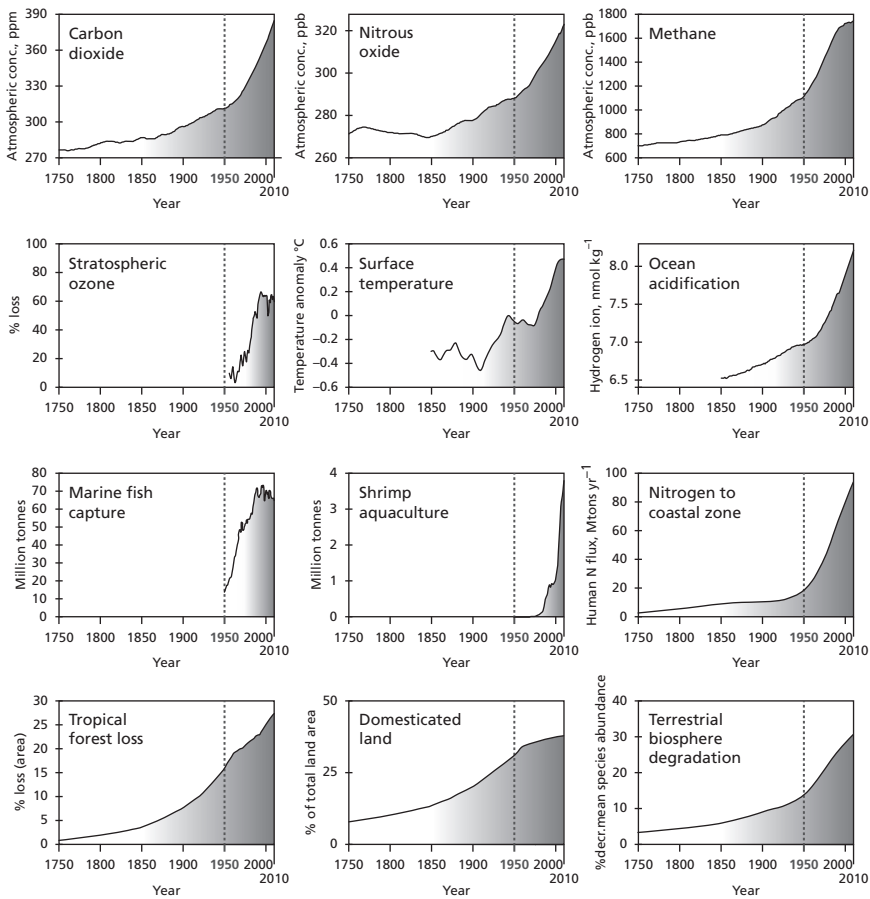 Atmospheric conc., ppm
390
360
330
300
270
Carbon
dioxide
1750 1800 1850 1900 1950 2000
2010
Year
Atmospheric conc., ppb
320
300
280
260
Nitrous
oxide
1750 1800 1850 1900 1950 2000
2010
Year
Atmospheric conc., ppb
1800
1600
1400
1200
1000
800
600
Methane
1750 1800 1850 1900 1950 2000
2010
Year
% loss
100
80
60
40
20
0
Stratospheric
ozone
1750 1800 1850 1900 1950 2000
2010
Year
Temperature anomaly °C
0.6
0.4
0.2
0
−0.2
−0.4
−0.6
Surface
temperature
1750 1800 1850 1900 1950 2000
2010
Year
Hydrogen ion, nmol kg−1
8.0
7.5
7.0
6.5
Ocean
acidification
1750 1800 1850 1900 1950 2000
2010
Year
Million tonnes
80
70
60
50
40
30
20
10
0
Marine fish
capture
1750 1800 1850 1900 1950 2000
2010
Year
Million tonnes
4
3
2
1
0
Shrimp
aquaculture
1750 1800 1850 1900 1950 2000
2010
Year
Human N flux, Mtons yr−1
100
80
60
40
20
0
Nitrogen to
coastal zone
1750 1800 1850 1900 1950 2000
2010
Year
% loss (area)
30
25
20
15
10
5
0
Tropical
forest loss
1750 1800 1850 1900 1950 2000
2010
Year
% of total land area
50
25
0
Domesticated
land
1750 1800 1850 1900 1950 2000
2010
Year
%decr.mean species abundance
40
30
20
10
0
Terrestrial
biosphere
degradation
1750 1800 1850 1900 1950 2000
2010
Year